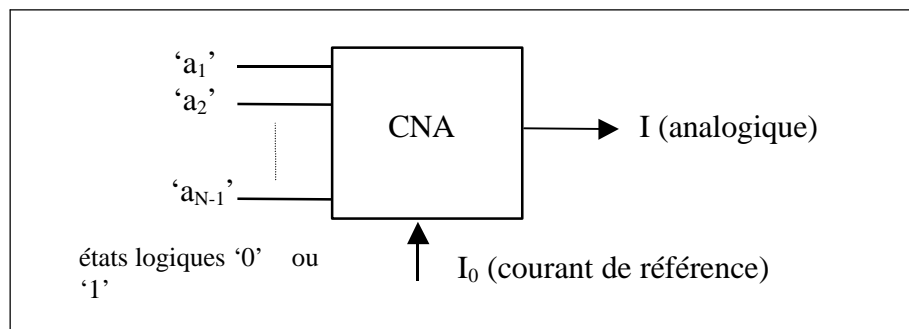 ‘a1’
‘a2’
CNA
I (analogique)
‘aN-1’
états logiques ‘0’ ou
‘1’
I0 (courant de référence)